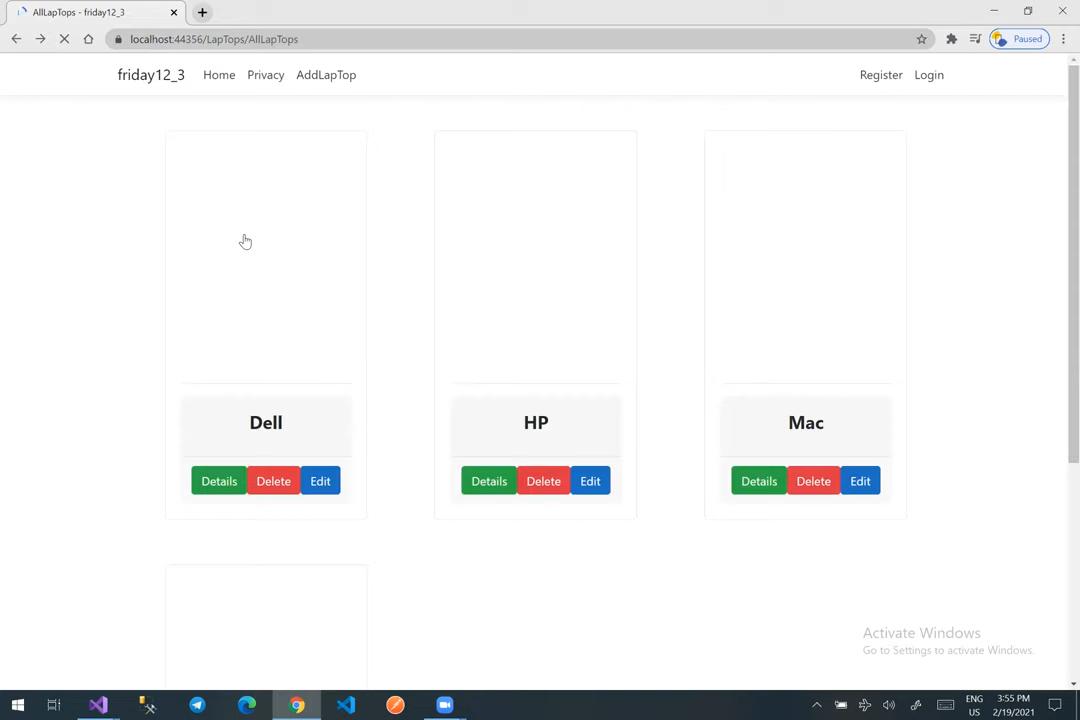 AllLapTops - friday12_3
localhost:44356/LapTops/AllLapTops
Paused
friday12_3 Home Privacy AddLapTop Register Login
Dell HP Mac
Details Delete Edit Details Delete Edit Details Delete Edit
Activate Windows
Go to Settings to activate Windows.
ENG 3:55 PM
US 2/19/2021